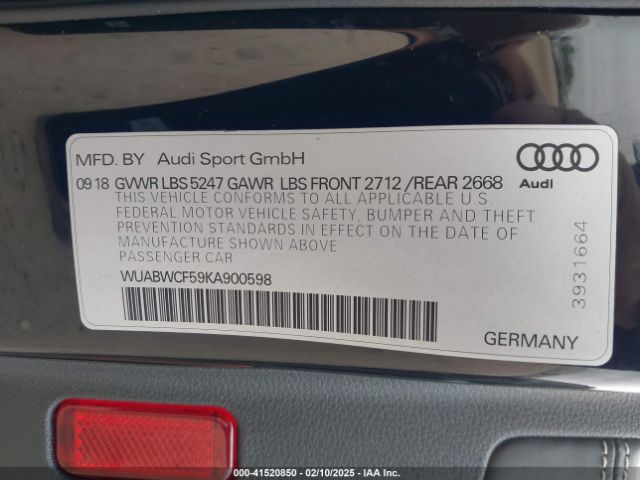 MFD. BY Audi Sport GmbH
09 18 GVWR LBS 5247 GAWR LBS FRONT 2712 /REAR 2668
Audi
THIS VEHICLE CONFORMS TO ALL APPLICABLE U.S.
FEDERAL MOTOR VEHICLE SAFETY, BUMPER AND THEFT
PREVENTION STANDARDS IN EFFECT ON THE DATE OF
MANUFACTURE SHOWN ABOVE
PASSENGER CAR
WUABWCF59KA900598
3931664
GERMANY
000-41520850 - 02/10/2025 - IAA Inc.